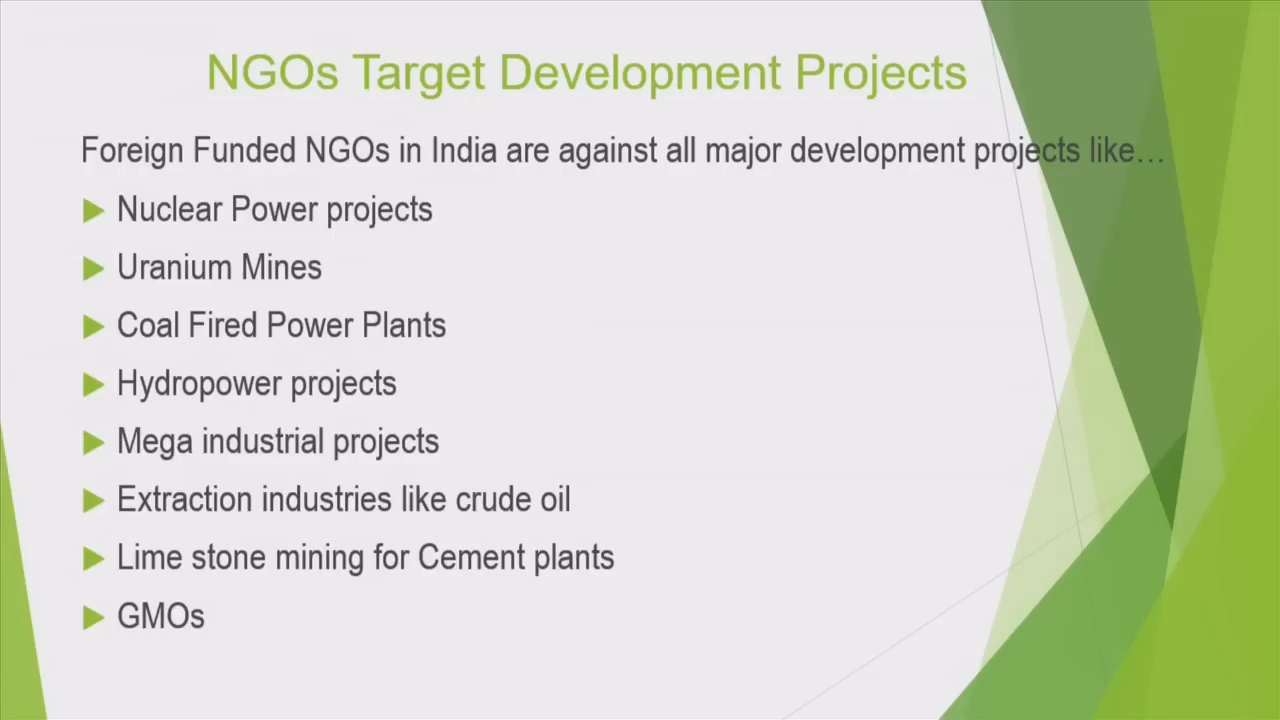 NGOs Target Development Projects
Foreign Funded NGOs in India are against all major development projects like…
Nuclear Power projects
Uranium Mines
Coal Fired Power Plants
Hydropower projects
Mega industrial projects
Extraction industries like crude oil
Lime stone mining for Cement plants
GMOs